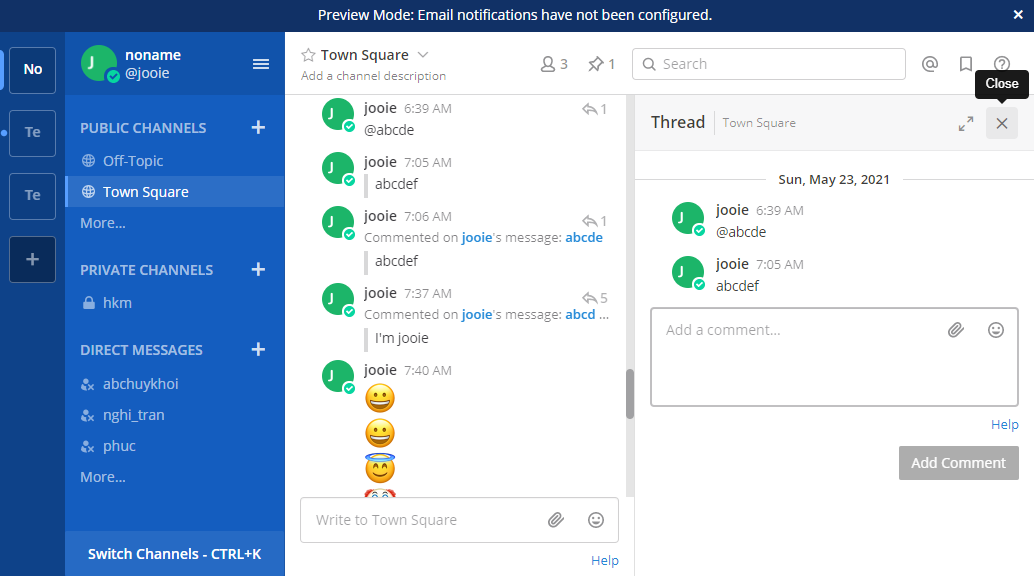 Preview Mode: Email notifications have not been configured.
No
Te
Te
J
noname
@jooie
PUBLIC CHANNELS
Off-Topic
Town Square
More...
PRIVATE CHANNELS
hkm
DIRECT MESSAGES
abchuykhoi
nghi_tran
phuc
More...
Switch Channels - CTRL+K
Town Square
Add a channel description
3
1
Search
Close
J
jooie 6:39 AM
1
@abcde
J
jooie 7:05 AM
abcdef
J
jooie 7:06 AM
1
Commented on jooie's message: abcde
abcdef
J
jooie 7:37 AM
5
Commented on jooie's message: abcd ...
I'm jooie
J
jooie 7:40 AM
Write to Town Square
Help
Thread
Town Square
Sun, May 23, 2021
J
jooie 6:39 AM
@abcde
J
jooie 7:05 AM
abcdef
Add a comment...
Help
Add Comment